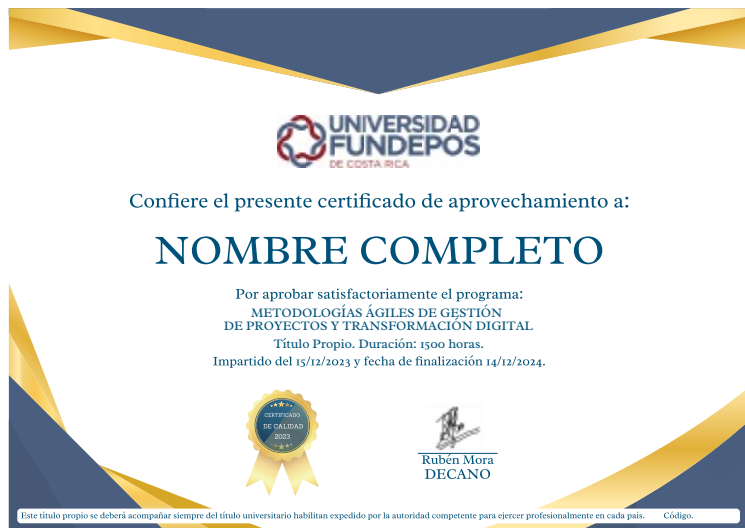 UNIVERSIDAD
FUNDEPOS
DE COSTA RICA
Confiere el presente certificado de aprovechamiento a:
NOMBRE COMPLETO
Por aprobar satisfactoriamente el programa:
METODOLOGÍAS ÁGILES DE GESTIÓN
DE PROYECTOS Y TRANSFORMACIÓN DIGITAL
Título Propio. Duración: 1500 horas.
Impartido del 15/12/2023 y fecha de finalización 14/12/2024.
CERTIFICADO
DE CALIDAD
2023
Rubén Mora
DECANO
Este título propio se deberá acompañar siempre del título universitario habilitan expedido por la autoridad competente para ejercer profesionalmente en cada país. Código.